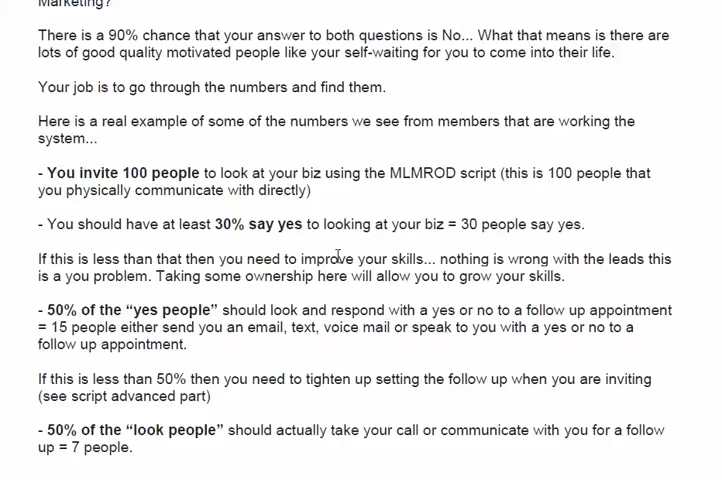 Marketing?
There is a 90% chance that your answer to both questions is No... What that means is there are
lots of good quality motivated people like your self-waiting for you to come into their life.
Your job is to go through the numbers and find them.
Here is a real example of some of the numbers we see from members that are working the
system...
- You invite 100 people to look at your biz using the MLMROD script (this is 100 people that
you physically communicate with directly)
- You should have at least 30% say yes to looking at your biz = 30 people say yes.
If this is less than that then you need to improve your skills... nothing is wrong with the leads this
is a you problem. Taking some ownership here will allow you to grow your skills.
- 50% of the “yes people” should look and respond with a yes or no to a follow up appointment
= 15 people either send you an email, text, voice mail or speak to you with a yes or no to a
follow up appointment.
If this is less than 50% then you need to tighten up setting the follow up when you are inviting
(see script advanced part)
- 50% of the “look people” should actually take your call or communicate with you for a follow
up = 7 people.